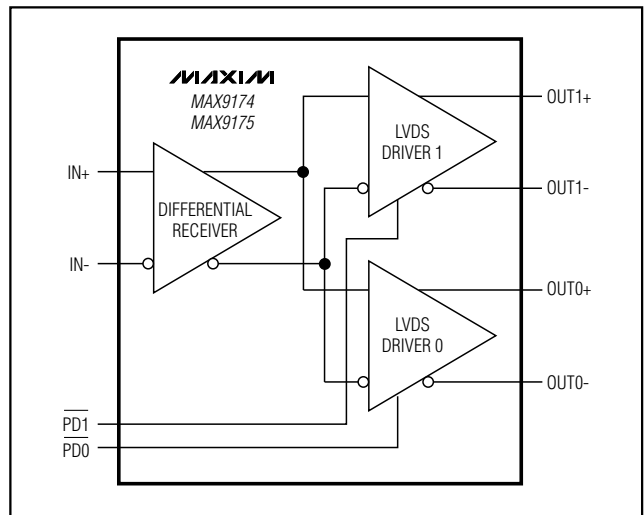 MAXIM
MAX9174
MAX9175
IN+
IN-
DIFFERENTIAL
RECEIVER
LVDS
DRIVER 1
OUT1+
OUT1-
LVDS
DRIVER 0
OUT0+
OUT0-
PD1
PD0